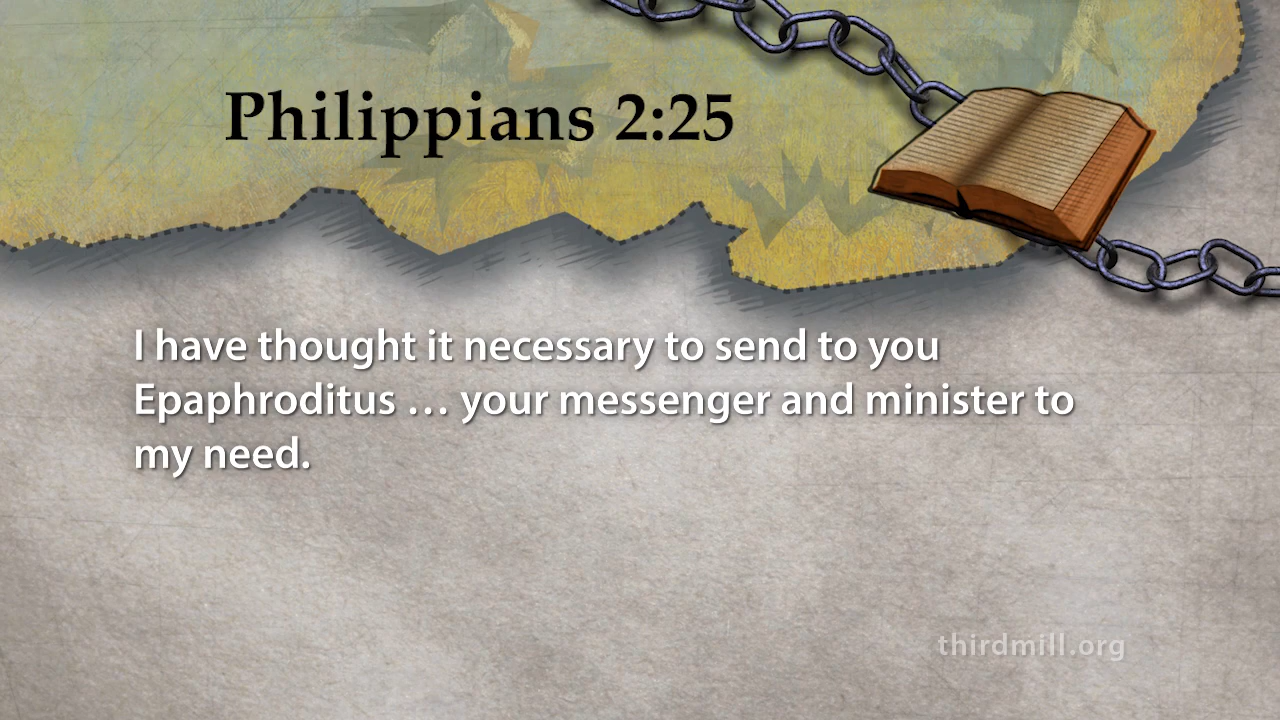 Philippians 2:25
I have thought it necessary to send to you
Epaphroditus … your messenger and minister to
my need.
thirdmill.org